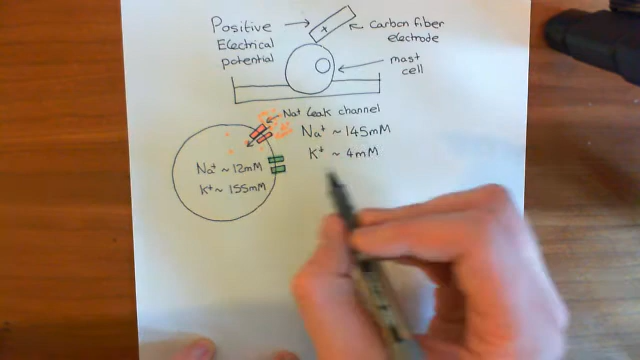 Positive
Electrical
potential
+
Carbon fiber
electrode
mast
cell
Na+ Leak channel
Na+ ~ 145mM
K+ ~ 4mM
Na+ ~ 12mM
K+ ~ 155mM